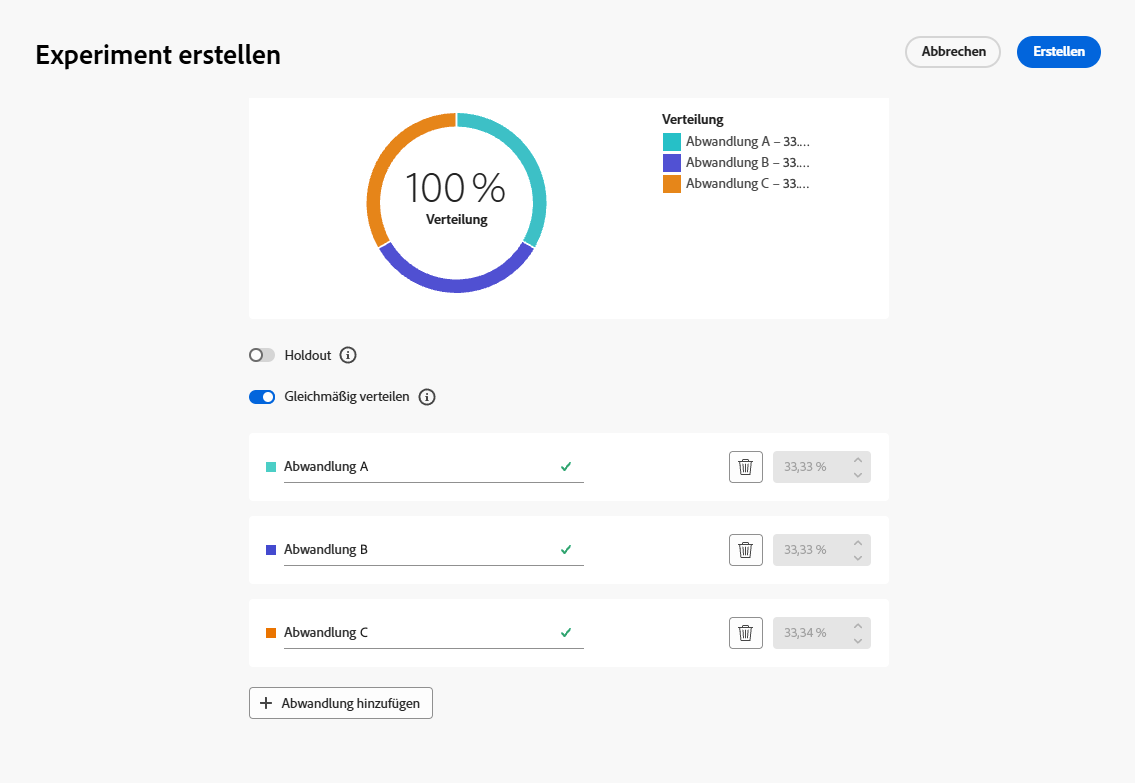 Experiment erstellen
Abbrechen
Erstellen
100 %
Verteilung
Verteilung
Abwandlung A – 33....
Abwandlung B – 33....
Abwandlung C – 33....
Holdout
Gleichmäßig verteilen
Abwandlung A
33,33 %
Abwandlung B
33,33 %
Abwandlung C
33,34 %
Abwandlung hinzufügen